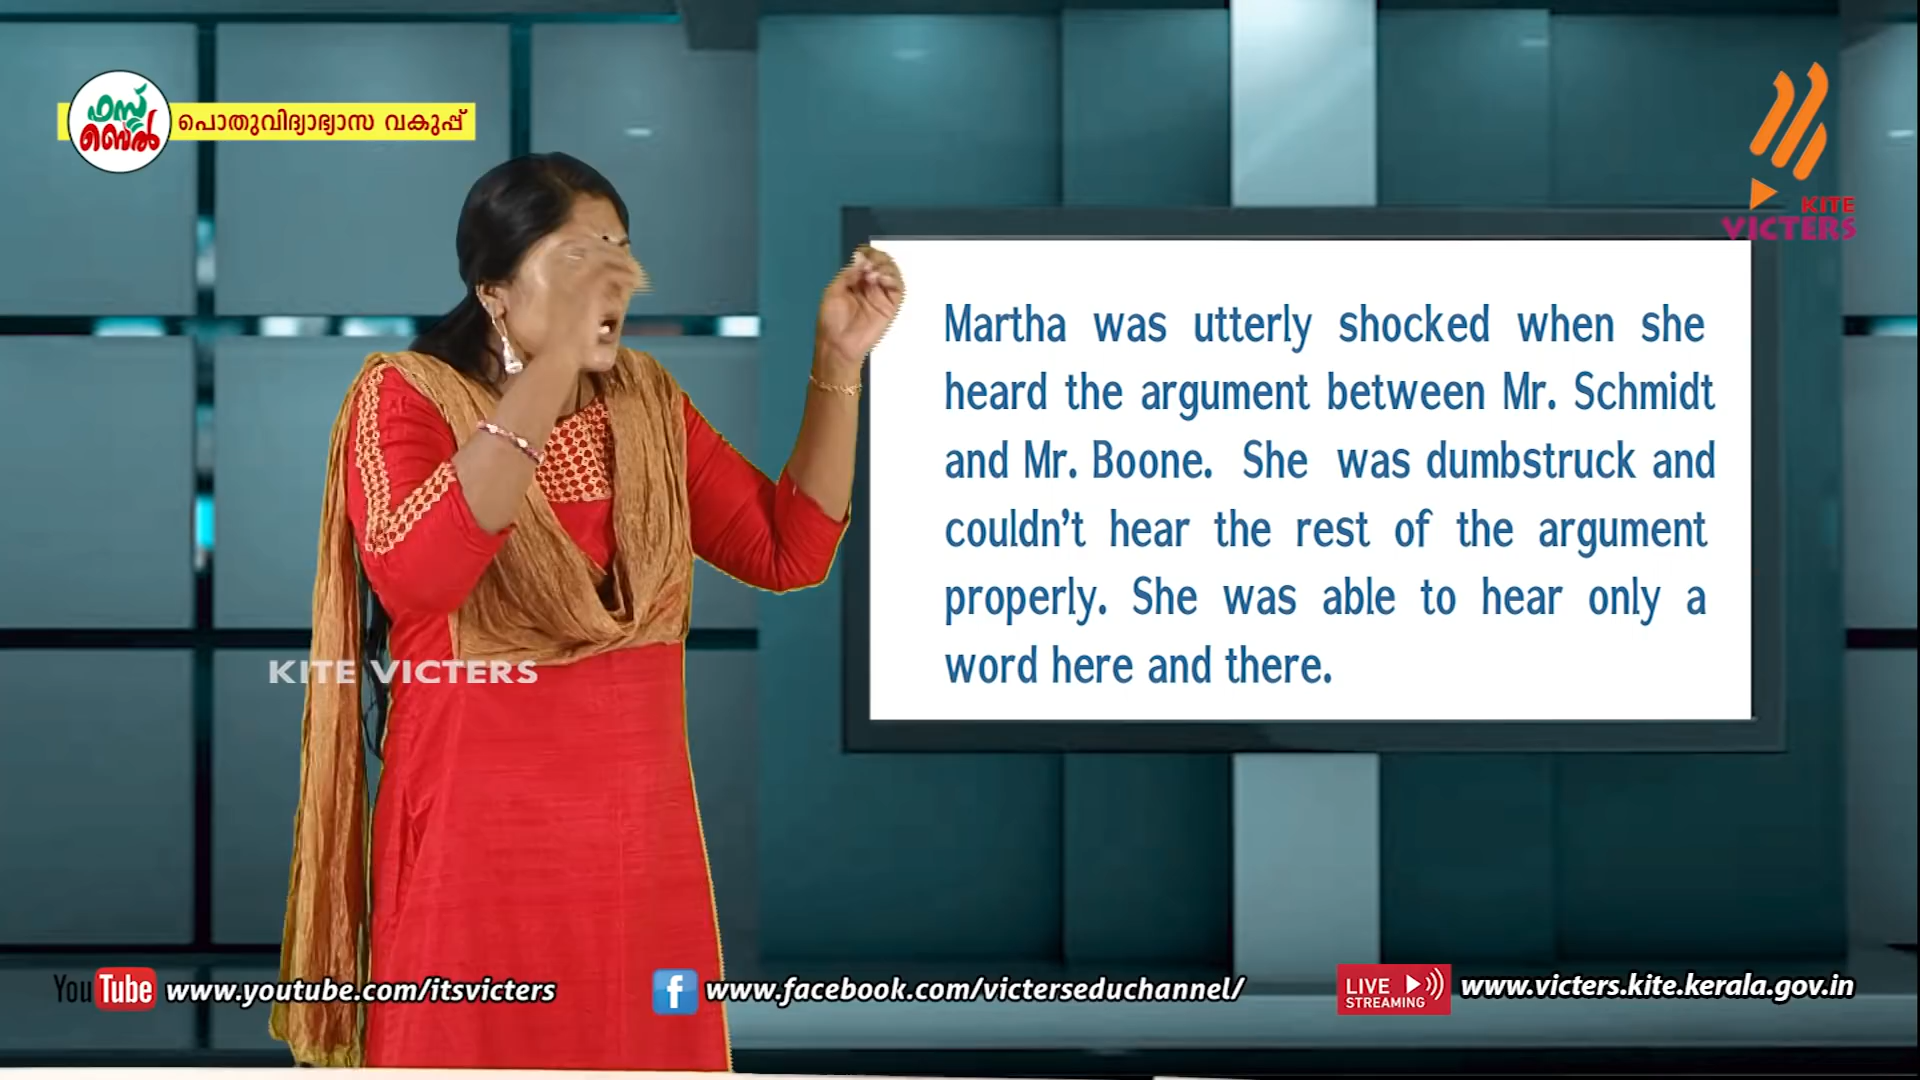 ഫസ്റ്റ്
ബെൽ
പൊതുവിദ്യാഭ്യാസ വകുപ്പ്
KITE
VICTERS
Martha was utterly shocked when she
heard the argument between Mr. Schmidt
and Mr. Boone. She was dumbstruck and
couldn't hear the rest of the argument
properly. She was able to hear only a
word here and there.
KITE VICTERS
YouTube www.youtube.com/itsvicters
f www.facebook.com/victerseduchannel/
LIVE
STREAMING
www.victers.kite.kerala.gov.in